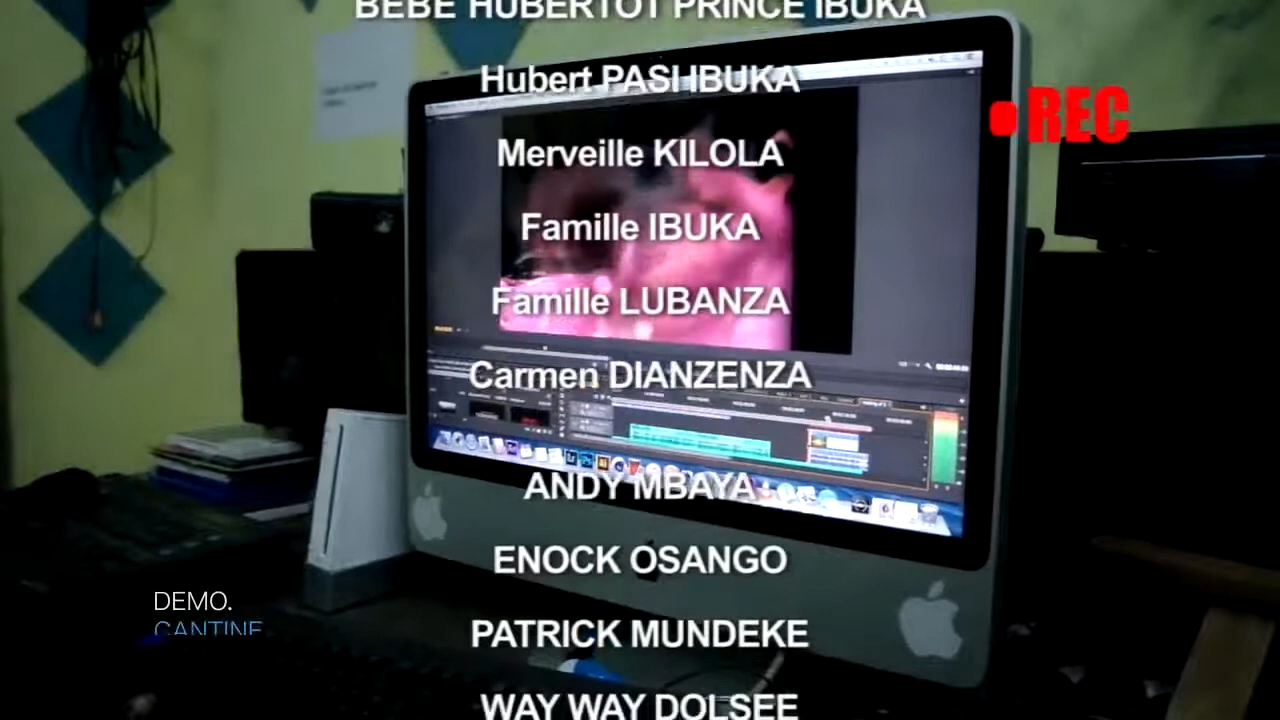 BEBE HUBERTOT PRINCE IBUKA
Hubert PASI IBUKA
REC
Merveille KILOLA
Famille IBUKA
Famille LUBANZA
Carmen DIANZENZA
ANDY MBAYA
ENOCK OSANGO
DEMO.
CANTINE
PATRICK MUNDEKE
WAY WAY DOLSEE